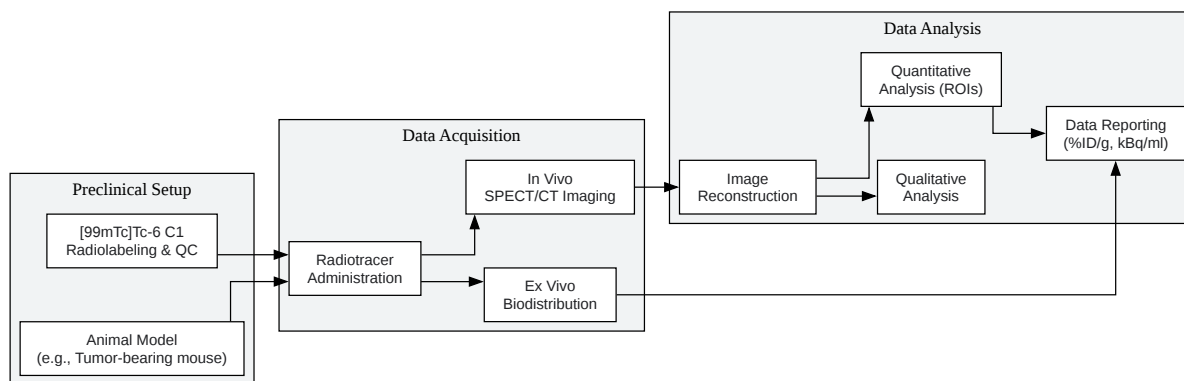 Preclinical Setup
[99mTc]Tc-6 C1
Radiolabeling & QC
Animal Model
(e.g., Tumor-bearing mouse)
Data Acquisition
Radiotracer
Administration
In Vivo
SPECT/CT Imaging
Ex Vivo
Biodistribution
Data Analysis
Image
Reconstruction
Quantitative
Analysis (ROIs)
Qualitative
Analysis
Data Reporting
(%ID/g, kBq/ml)